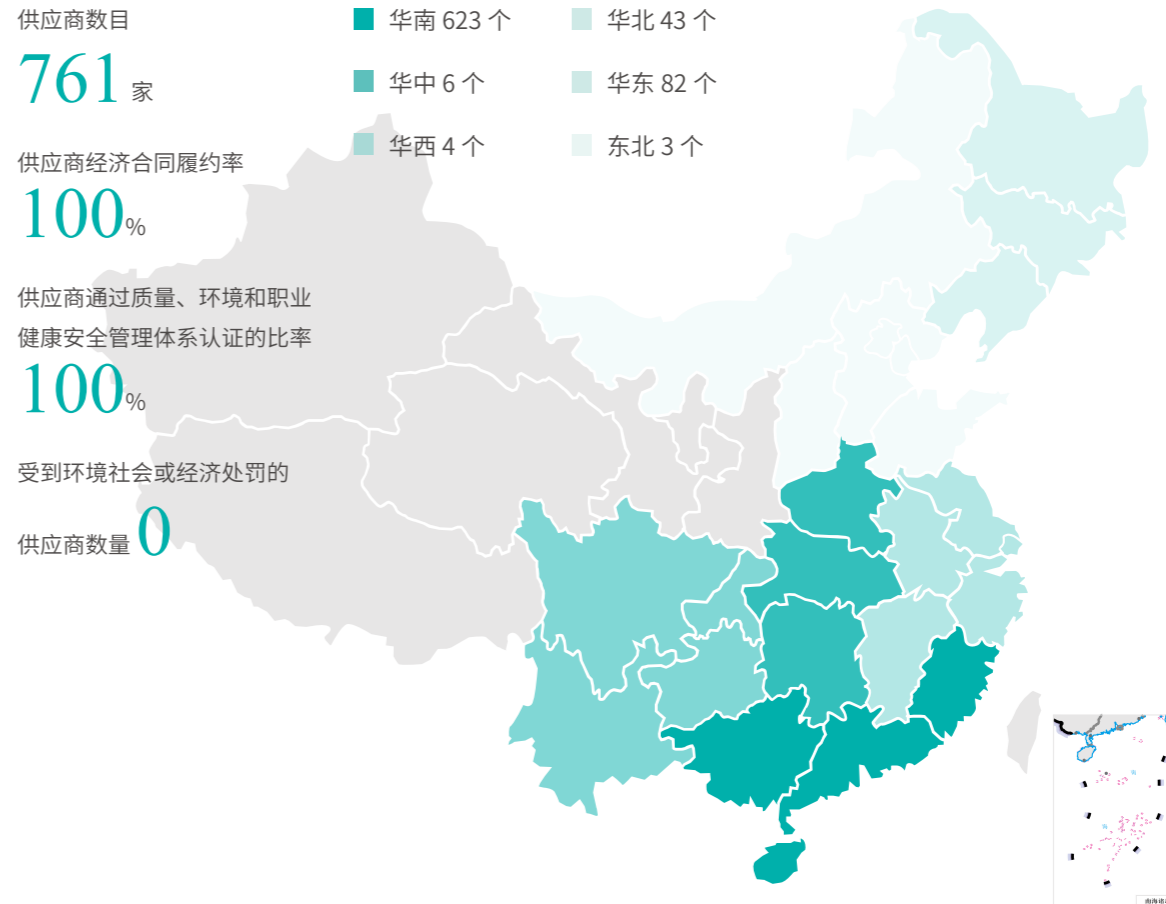 供应商数目
761 家
供应商经济合同履约率
100%
供应商通过质量、环境和职业
健康安全管理体系认证的比率
100%
受到环境社会或经济处罚的
供应商数量 0
华南 623 个
华北 43 个
华中 6 个
华东 82 个
华西 4 个
东北 3 个